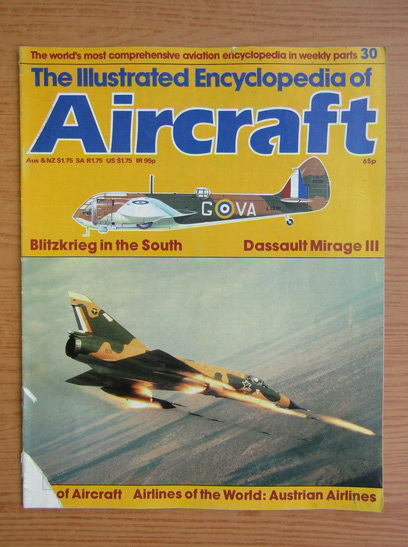 The world's most comprehensive aviation encyclopedia in weekly parts 30
The Illustrated Encyclopedia of
Aircraft
Aus & NZ $1.75 SA R1.75 US $1.75 IR 95p
65p
G VA
Blitzkrieg in the South
Dassault Mirage III
of Aircraft Airlines of the World: Austrian Airlines